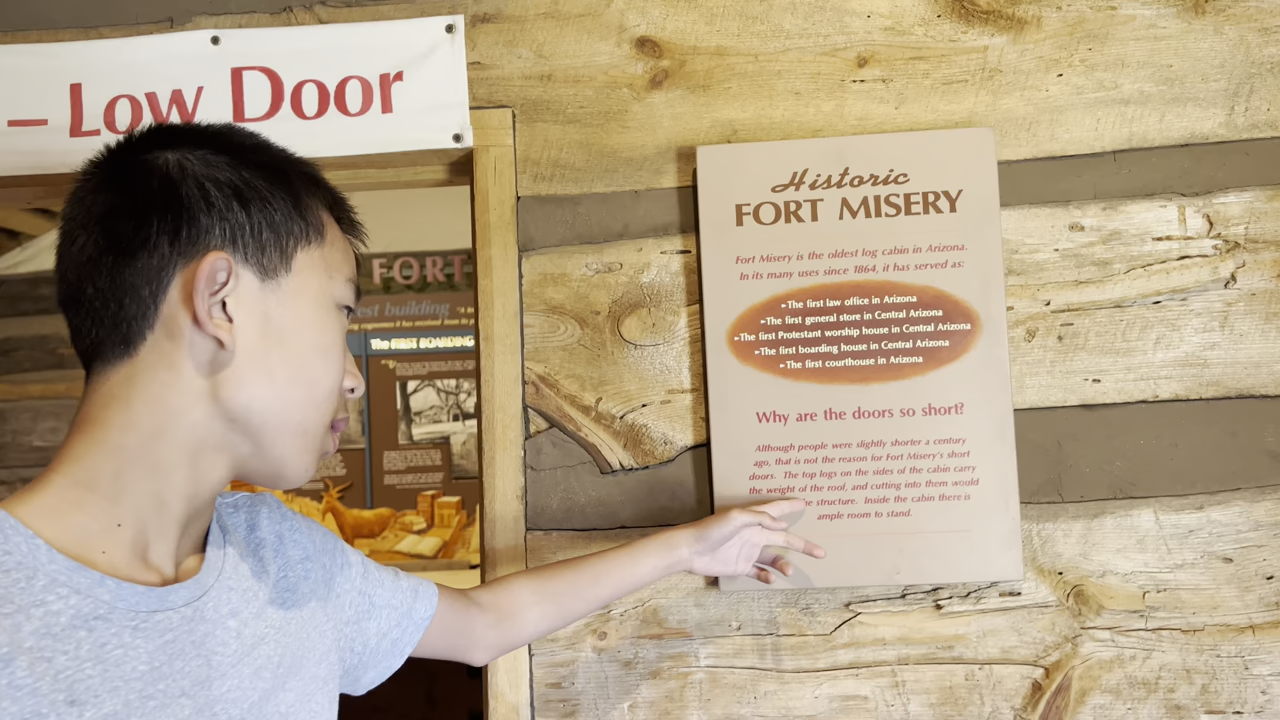 – Low Door
Historic
FORT MISERY
Fort Misery is the oldest log cabin in Arizona.
In its many uses since 1864, it has served as:
►The first law office in Arizona
►The first general store in Central Arizona
►The first Protestant worship house in Central Arizona
►The first boarding house in Central Arizona
►The first courthouse in Arizona
Why are the doors so short?
Although people were slightly shorter a century
ago, that is not the reason for Fort Misery's short
doors. The top logs on the sides of the cabin carry
the weight of the roof, and cutting into them would
he structure. Inside the cabin there is
ample room to stand.
FORT
est building
The FIRST BOARDING